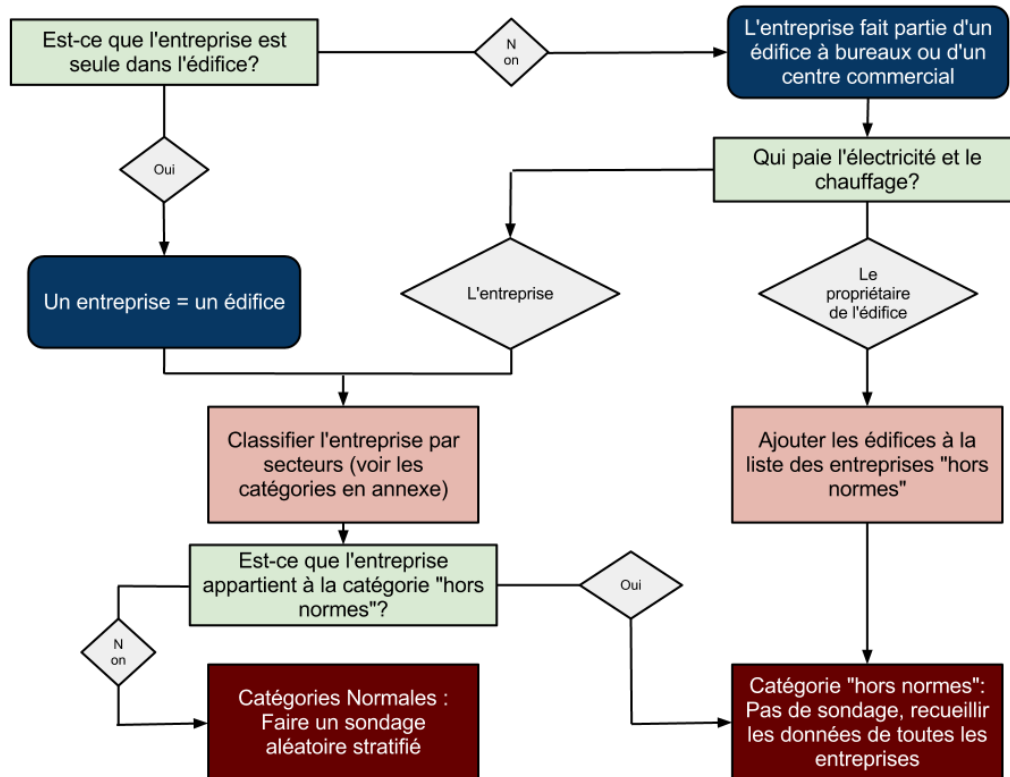 Est-ce que l'entreprise est
seule dans l'édifice?
N
on
L'entreprise fait partie d'un
édifice à bureaux ou d'un
centre commercial
Oui
Qui paie l'électricité et le
chauffage?
Un entreprise = un édifice
L'entreprise
Le
propriétaire
de l'édifice
Classifier l'entreprise par
secteurs (voir les
catégories en annexe)
Ajouter les édifices à la
liste des entreprises "hors
normes"
Est-ce que l'entreprise
appartient à la catégorie "hors
normes"?
Oui
N
on
Catégories Normales :
Faire un sondage
aléatoire stratifié
Catégorie "hors normes":
Pas de sondage, recueillir
les données de toutes les
entreprises